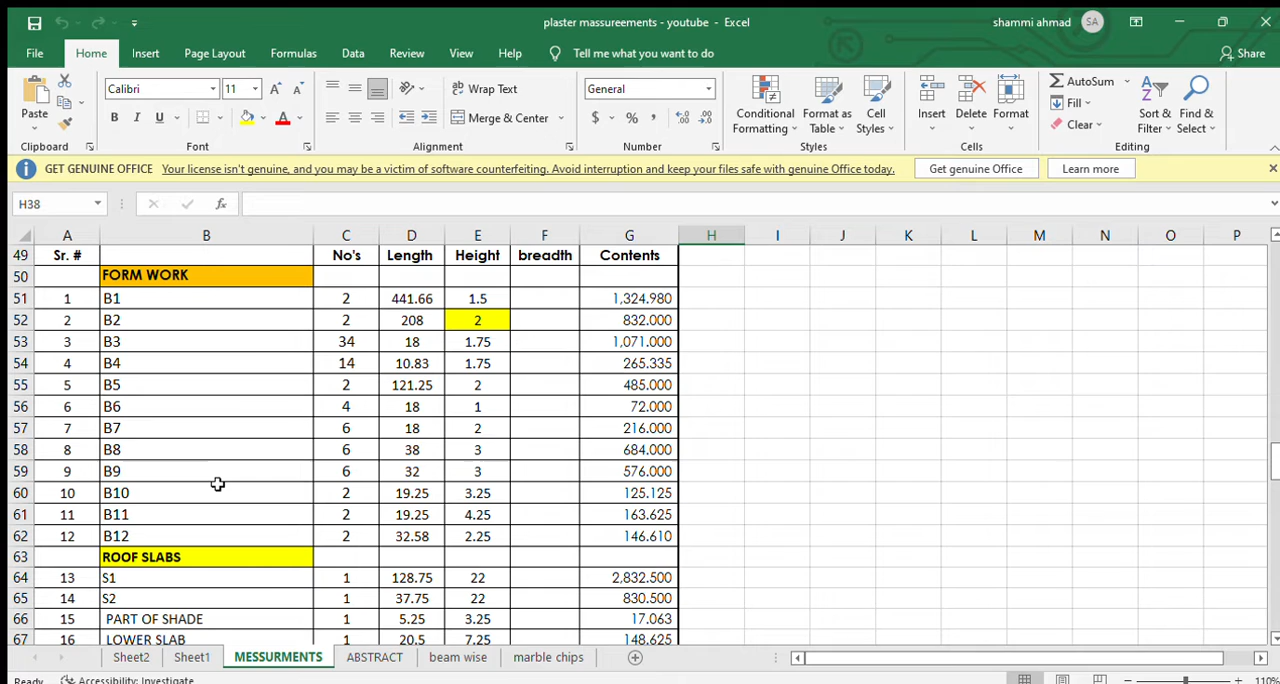 plaster massureements - youtube - Excel
shammi ahmad SA
File Home Insert Page Layout Formulas Data Review View Help Tell me what you want to do Share
Calibri 11 Wrap Text General AutoSum
Paste B I U Merge & Center $ % , Conditional Formatting Format as Table Cell Styles Insert Delete Format Fill Clear Sort & Filter Find & Select
Clipboard Font Alignment Number Styles Cells Editing
GET GENUINE OFFICE Your license isn't genuine, and you may be a victim of software counterfeiting. Avoid interruption and keep your files safe with genuine Office today. Get genuine Office Learn more
H38 fx
A B C D E F G H I J K L M N O P
49 Sr. # No's Length Height breadth Contents
50 FORM WORK
51 1 B1 2 441.66 1.5 1,324.980
52 2 B2 2 208 2 832.000
53 3 B3 34 18 1.75 1,071.000
54 4 B4 14 10.83 1.75 265.335
55 5 B5 2 121.25 2 485.000
56 6 B6 4 18 1 72.000
57 7 B7 6 18 2 216.000
58 8 B8 6 38 3 684.000
59 9 B9 6 32 3 576.000
60 10 B10 2 19.25 3.25 125.125
61 11 B11 2 19.25 4.25 163.625
62 12 B12 2 32.58 2.25 146.610
63 ROOF SLABS
64 13 S1 1 128.75 22 2,832.500
65 14 S2 1 37.75 22 830.500
66 15 PART OF SHADE 1 5.25 3.25 17.063
67 16 LOWER SLAB 1 20.5 7.25 148.625
Sheet2 Sheet1 MESSURMENTS ABSTRACT beam wise marble chips
Ready Accessibility: Investigate 110%